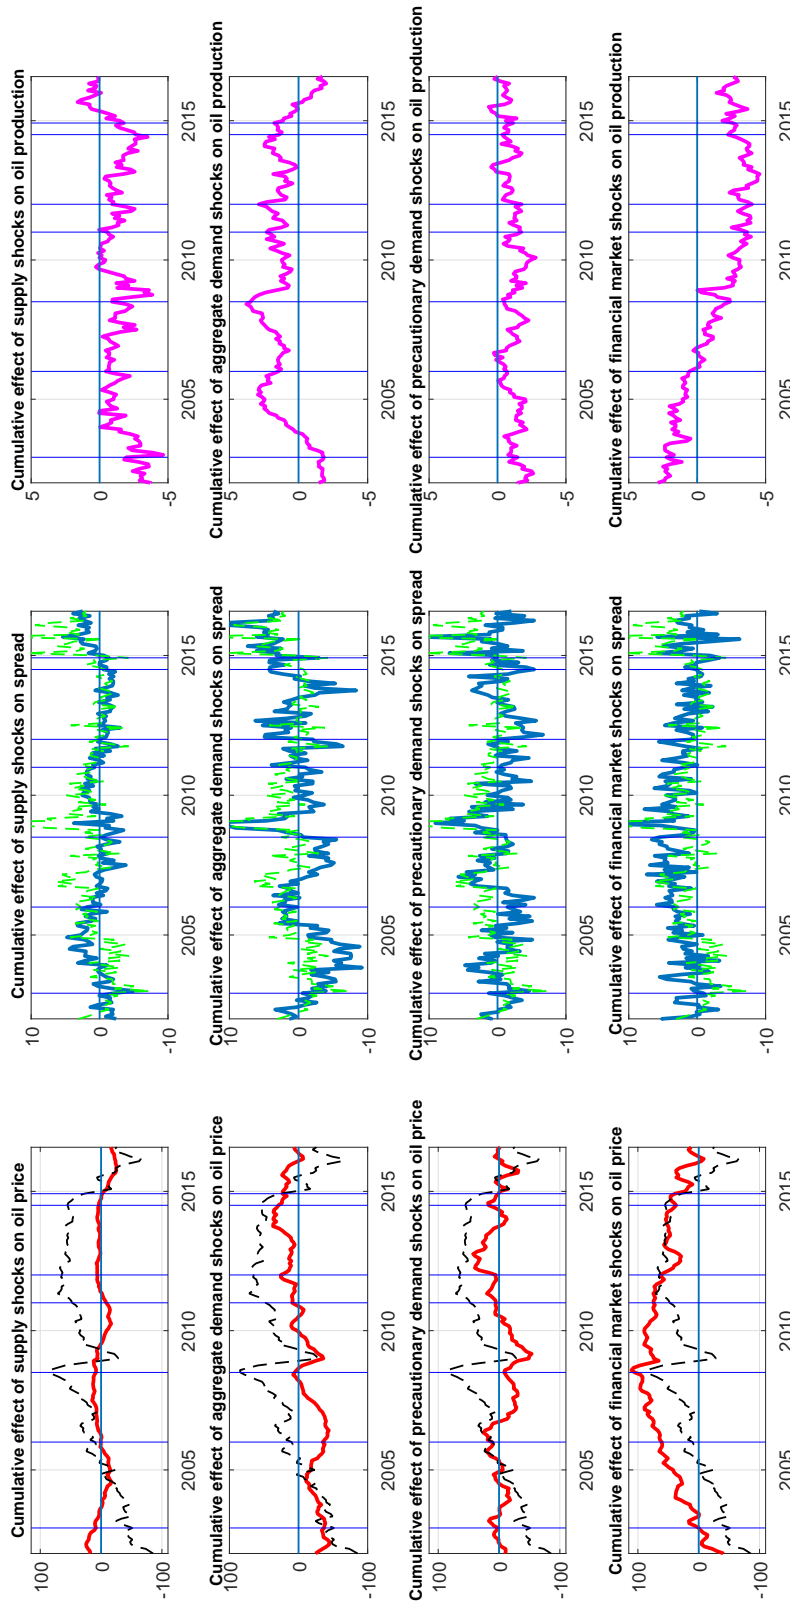 Cumulative effect of supply shocks on oil price
100
0
-100
2005 2010 2015
Cumulative effect of supply shocks on spread
10
0
-10
2005 2010 2015
Cumulative effect of supply shocks on oil production
5
0
-5
2005 2010 2015
Cumulative effect of aggregate demand shocks on oil price
100
0
-100
2005 2010 2015
Cumulative effect of aggregate demand shocks on spread
10
0
-10
2005 2010 2015
Cumulative effect of aggregate demand shocks on oil production
5
0
-5
2005 2010 2015
Cumulative effect of precautionary demand shocks on oil price
100
0
-100
2005 2010 2015
Cumulative effect of precautionary demand shocks on spread
10
0
-10
2005 2010 2015
Cumulative effect of precautionary demand shocks on oil production
5
0
-5
2005 2010 2015
Cumulative effect of financial market shocks on oil price
100
0
-100
2005 2010 2015
Cumulative effect of financial market shocks on spread
10
0
-10
2005 2010 2015
Cumulative effect of financial market shocks on oil production
5
0
-5
2005 2010 2015